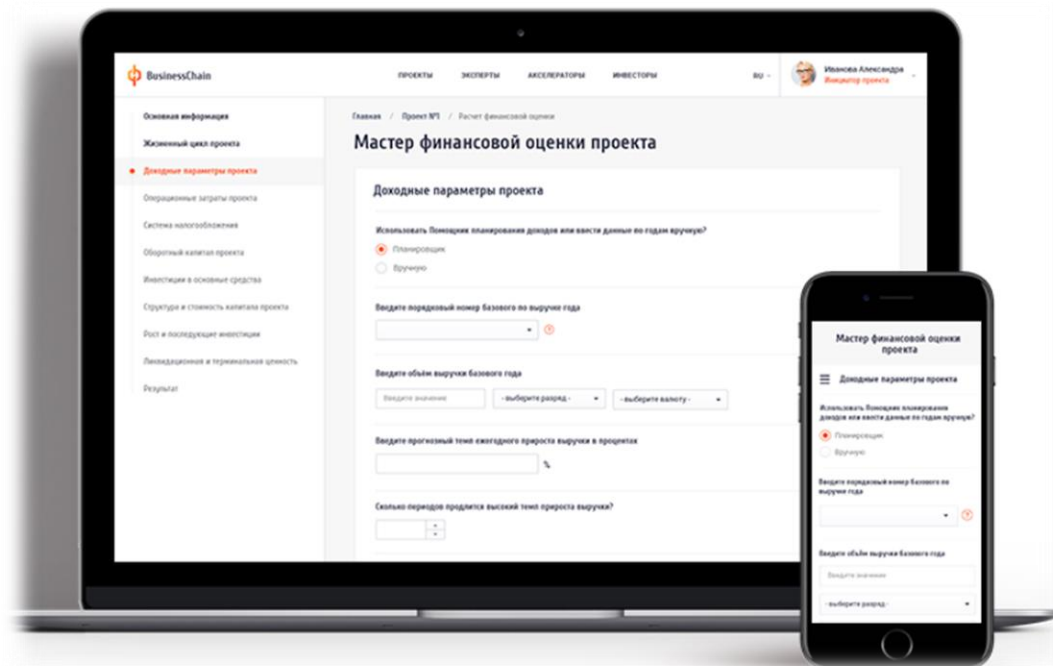 BusinessChain
ПРОЕКТЫ ЭКСПЕРТЫ АКСЕЛЕРАТОРЫ ИНВЕСТОРЫ
RU
Иванова Александра
Инициатор проекта
Основная информация
Жизненный цикл проекта
Доходные параметры проекта
Операционные затраты проекта
Система налогообложения
Оборотный капитал проекта
Инвестиции в основные средства
Структура и стоимость капитала проекта
Рост и последующие инвестиции
Ликвидационная и терминальная ценность
Результат
Главная / Проект №1 / Расчет финансовой оценки
Мастер финансовой оценки проекта
Доходные параметры проекта
Использовать Помощник планирования доходов или ввести данные по годам вручную?
Планировщик
Вручную
Введите порядковый номер базового по выручке года
?
Введите объём выручки базового года
Введите значение - выберите разряд - - выберите валюту -
Введите прогнозный темп ежегодного прироста выручки в процентах
%
Сколько периодов продлится высокий темп прироста выручки?
Мастер финансовой оценки
проекта
Доходные параметры проекта
Использовать Помощник планирования
доходов или ввести данные по годам вручную?
Планировщик
Вручную
Введите порядковый номер базового по
выручке года
?
Введите объём выручки базового года
Введите значение
- выберите разряд -